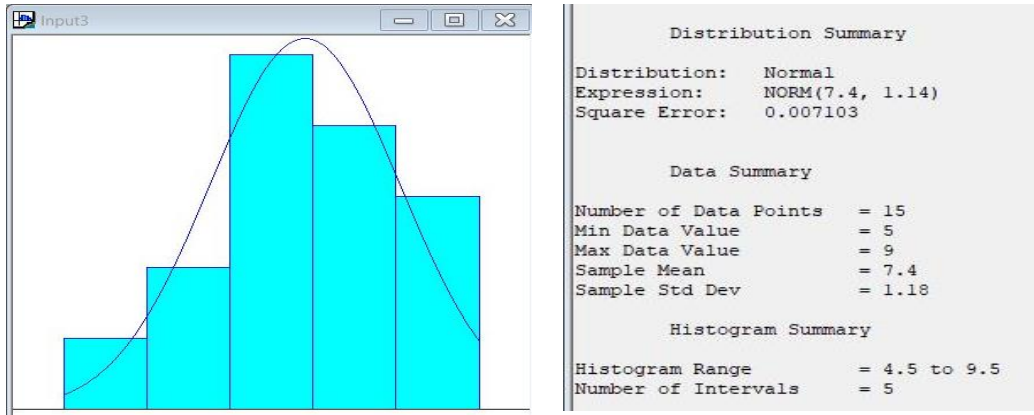 Input3
Distribution Summary
Distribution: Normal
Expression: NORM(7.4, 1.14)
Square Error: 0.007103
Data Summary
Number of Data Points = 15
Min Data Value = 5
Max Data Value = 9
Sample Mean = 7.4
Sample Std Dev = 1.18
Histogram Summary
Histogram Range = 4.5 to 9.5
Number of Intervals = 5